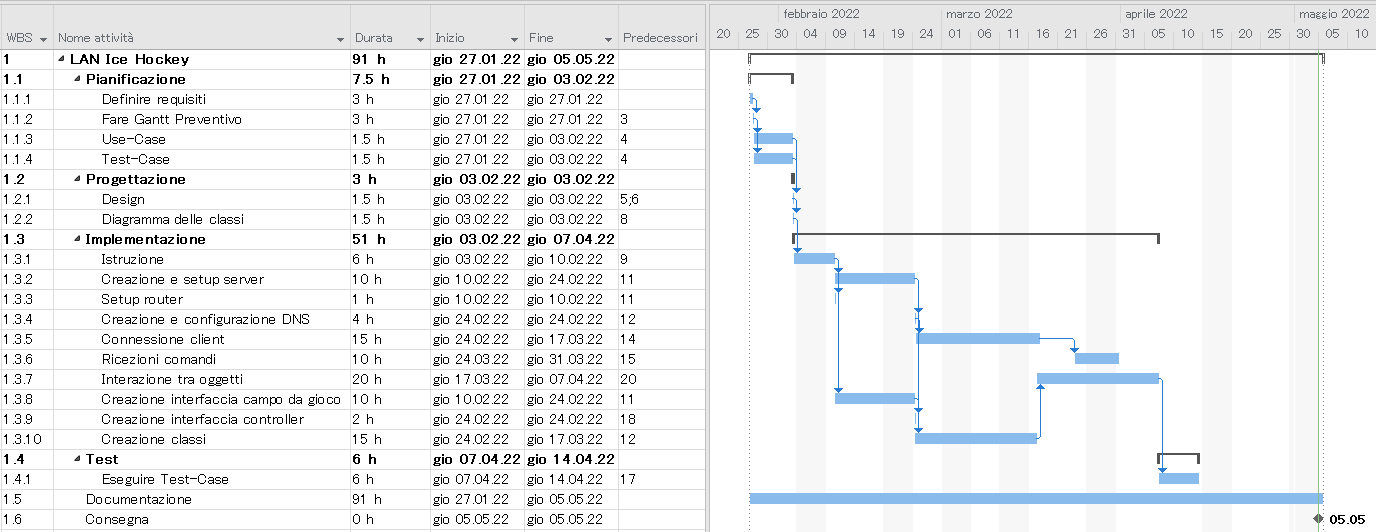 febbraio 2022 marzo 2022 aprile 2022 maggio 2022
WBS Nome attività Durata Inizio Fine Predecessori 20 25 30 04 09 14 19 24 01 06 11 16 21 26 31 05 10 15 20 25 30 05 10
1 LAN Ice Hockey 91 h gio 27.01.22 gio 05.05.22
1.1 Pianificazione 7.5 h gio 27.01.22 gio 03.02.22
1.1.1 Definire requisiti 3 h gio 27.01.22 gio 27.01.22
1.1.2 Fare Gantt Preventivo 3 h gio 27.01.22 gio 27.01.22 3
1.1.3 Use-Case 1.5 h gio 27.01.22 gio 03.02.22 4
1.1.4 Test-Case 1.5 h gio 27.01.22 gio 03.02.22 4
1.2 Progettazione 3 h gio 03.02.22 gio 03.02.22
1.2.1 Design 1.5 h gio 03.02.22 gio 03.02.22 5;6
1.2.2 Diagramma delle classi 1.5 h gio 03.02.22 gio 03.02.22 8
1.3 Implementazione 51 h gio 03.02.22 gio 07.04.22
1.3.1 Istruzione 6 h gio 03.02.22 gio 10.02.22 9
1.3.2 Creazione e setup server 10 h gio 10.02.22 gio 24.02.22 11
1.3.3 Setup router 1 h gio 10.02.22 gio 10.02.22 11
1.3.4 Creazione e configurazione DNS 4 h gio 24.02.22 gio 24.02.22 12
1.3.5 Connessione client 15 h gio 24.02.22 gio 17.03.22 14
1.3.6 Ricezioni comandi 10 h gio 24.03.22 gio 31.03.22 15
1.3.7 Interazione tra oggetti 20 h gio 17.03.22 gio 07.04.22 20
1.3.8 Creazione interfaccia campo da gioco 10 h gio 10.02.22 gio 24.02.22 11
1.3.9 Creazione interfaccia controller 2 h gio 24.02.22 gio 24.02.22 18
1.3.10 Creazione classi 15 h gio 24.02.22 gio 17.03.22 12
1.4 Test 6 h gio 07.04.22 gio 14.04.22
1.4.1 Eseguire Test-Case 6 h gio 07.04.22 gio 14.04.22 17
1.5 Documentazione 91 h gio 27.01.22 gio 05.05.22
1.6 Consegna 0 h gio 05.05.22 gio 05.05.22 05.05